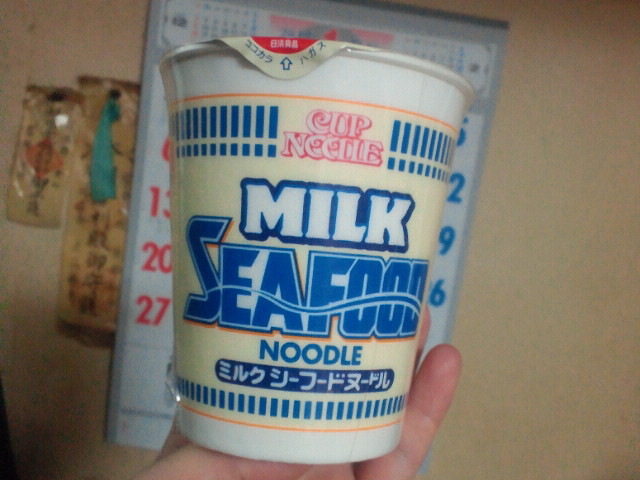 日清食品
ココカラ ハガス
CUP
NOODLE
MILK
SEAFOOD
NOODLE
ミルク シーフードヌードル
6
13
20
27
5
2
9
6